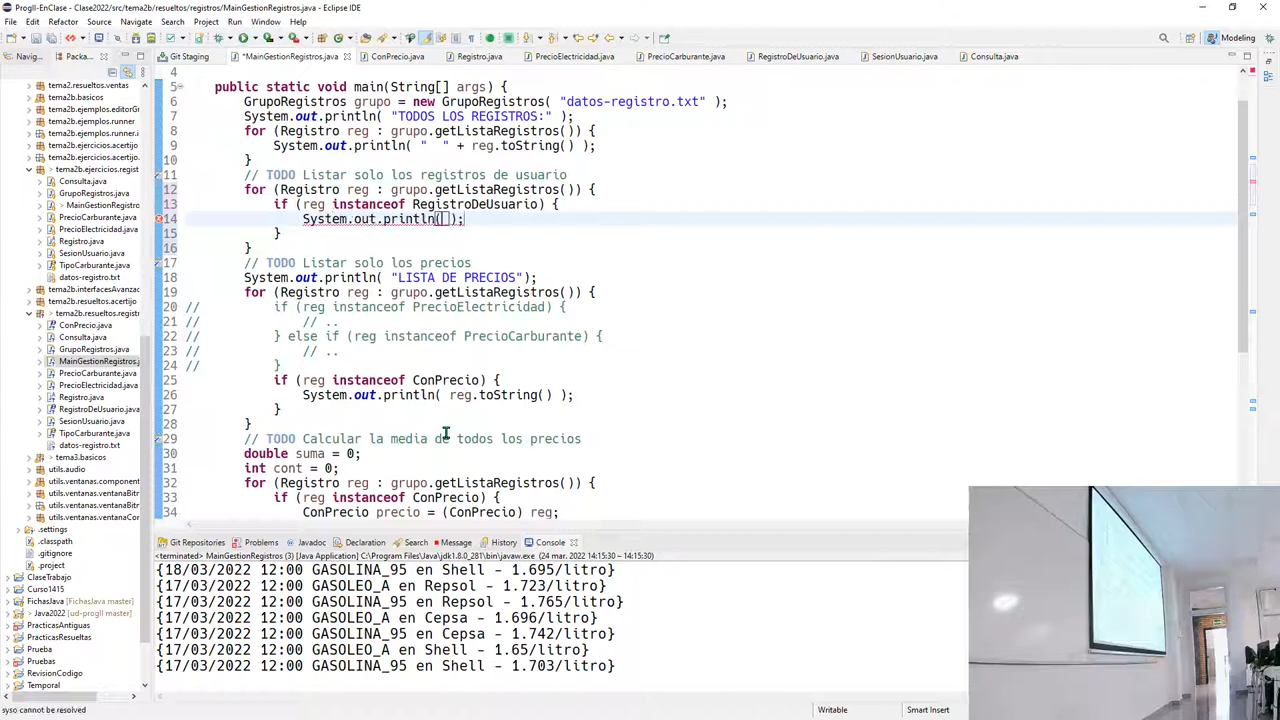 ProgII-EnClase - Clase2022/src/tema2b/resueltos/registros/MainGestionRegistros.java - Eclipse IDE
File Edit Refactor Source Navigate Search Project Run Window Help
Modeling
Navig... Pack...
Git Staging *MainGestionRegistros.java ConPrecio.java Registro.java PrecioElectricidad.java PrecioCarburante.java RegistroDeUsuario.java SesionUsuario.java Consulta.java
tema2.resueltos.ventas
tema2b.basicos
tema2b.ejemplos.editorGr
tema2b.ejemplos.runner
tema2b.ejemplos.runner.i
tema2b.ejercicios.acertijo
> tema2b.ejercicios.regist
Consulta.java
GrupoRegistros.java
> MainGestionRegistros.
PrecioCarburante.java
PrecioElectricidad.java
Registro.java
SesionUsuario.java
TipoCarburante.java
datos-registro.txt
tema2b.interfacesAvanzac
tema2b.resueltos.acertijo
> tema2b.resueltos.registr
ConPrecio.java
Consulta.java
GrupoRegistros.java
MainGestionRegistros.j
PrecioCarburante.java
PrecioElectricidad.java
Registro.java
RegistroDeUsuario.java
SesionUsuario.java
TipoCarburante.java
datos-registro.txt
> tema3.basicos
utils.audio
utils.ventanas.component
utils.ventanas.ventanaBitr
utils.ventanas.ventanaBitr
utils.ventanas.ventanaCor
.settings
.classpath
.gitignore
.project
ClaseTrabajo
Curso1415
FichasJava [FichasJava master]
> Java2022 [ud-progII master]
PracticasAntiguas
PracticasResueltas
Prueba
Pruebas
RevisionCodigo
Temporal
4
5 public static void main(String[] args) {
6 GrupoRegistros grupo = new GrupoRegistros( "datos-registro.txt" );
7 System.out.println( "TODOS LOS REGISTROS:" );
8 for (Registro reg : grupo.getListaRegistros()) {
9 System.out.println( "  " + reg.toString() );
10 }
11 // TODO Listar solo los registros de usuario
12 for (Registro reg : grupo.getListaRegistros()) {
13 if (reg instanceof RegistroDeUsuario) {
14 System.out.println( );
15 }
16 }
17 // TODO Listar solo los precios
18 System.out.println( "LISTA DE PRECIOS");
19 for (Registro reg : grupo.getListaRegistros()) {
20 // if (reg instanceof PrecioElectricidad) {
21 // // ..
22 // } else if (reg instanceof PrecioCarburante) {
23 // // ..
24 // }
25 if (reg instanceof ConPrecio) {
26 System.out.println( reg.toString() );
27 }
28 }
29 // TODO Calcular la media de todos los precios
30 double suma = 0;
31 int cont = 0;
32 for (Registro reg : grupo.getListaRegistros()) {
33 if (reg instanceof ConPrecio) {
34 ConPrecio precio = (ConPrecio) reg;
Git Repositories Problems Javadoc Declaration Search Message History Console
<terminated> MainGestionRegistros (3) [Java Application] C:\Program Files\Java\jdk1.8.0_281\bin\javaw.exe (24 mar. 2022 14:15:30 – 14:15:30)
{18/03/2022 12:00 GASOLINA_95 en Shell - 1.695/litro}
{17/03/2022 12:00 GASOLEO_A en Repsol - 1.723/litro}
{17/03/2022 12:00 GASOLINA_95 en Repsol - 1.765/litro}
{17/03/2022 12:00 GASOLEO_A en Cepsa - 1.696/litro}
{17/03/2022 12:00 GASOLINA_95 en Cepsa - 1.742/litro}
{17/03/2022 12:00 GASOLEO_A en Shell - 1.65/litro}
{17/03/2022 12:00 GASOLINA_95 en Shell - 1.703/litro}
syso cannot be resolved
Writable Smart Insert